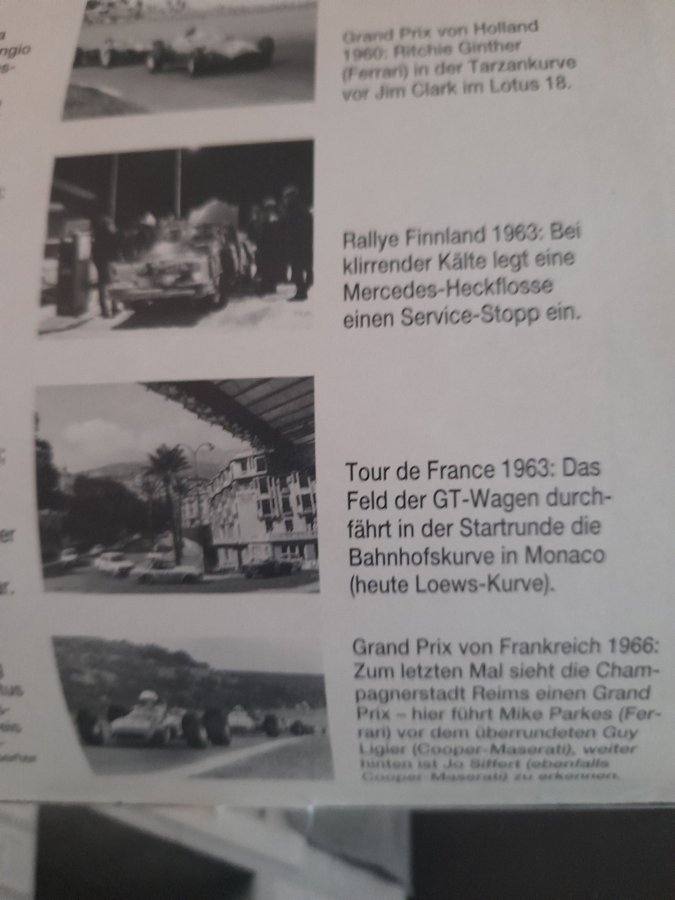 ngio
s-
Grand Prix von Holland
1960: Ritchie Ginther
(Ferrari) in der Tarzankurve
vor Jim Clark im Lotus 18.
Rallye Finnland 1963: Bei
klirrender Kälte legt eine
Mercedes-Heckflosse
einen Service-Stopp ein.
Tour de France 1963: Das
Feld der GT-Wagen durch-
fährt in der Startrunde die
Bahnhofskurve in Monaco
(heute Loews-Kurve).
er
r.
Grand Prix von Frankreich 1966:
Zum letzten Mal sieht die Cham-
pagnerstadt Reims einen Grand
Prix – hier führt Mike Parkes (Fer-
rari) vor dem überrundeten Guy
Ligier (Cooper-Maserati), weiter
hinten ist Jo Siffert (ebenfalls
Cooper-Maserati) zu erkennen.